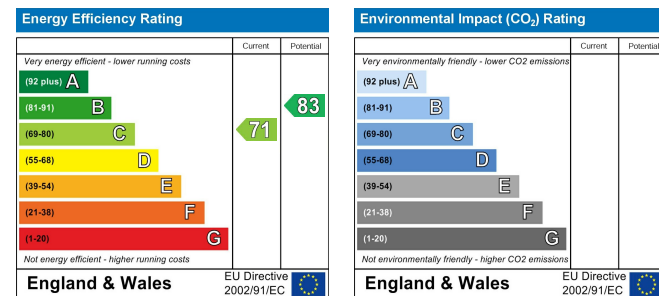 Energy Efficiency Rating
Current Potential
Very energy efficient - lower running costs
(92 plus) A
(81-91) B
(69-80) C
(55-68) D
(39-54) E
(21-38) F
(1-20) G
71
83
Not energy efficient - higher running costs
England & Wales
EU Directive
2002/91/EC
Environmental Impact (CO₂) Rating
Current Potential
Very environmentally friendly - lower CO2 emissions
(92 plus) A
(81-91) B
(69-80) C
(55-68) D
(39-54) E
(21-38) F
(1-20) G
Not environmentally friendly - higher CO2 emissions
England & Wales
EU Directive
2002/91/EC